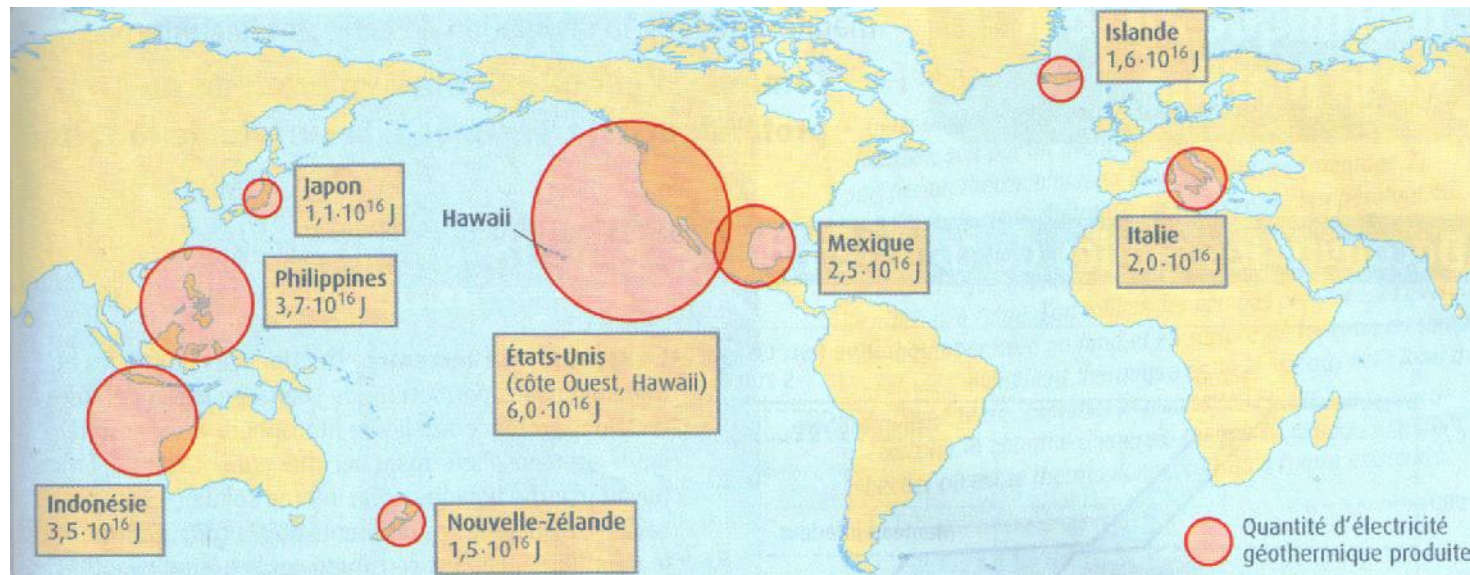 Islande
1,6·10¹⁶ J
Japon
1,1·10¹⁶ J
Hawaii
Philippines
3,7·10¹⁶ J
Mexique
2,5·10¹⁶ J
Italie
2,0·10¹⁶ J
États-Unis
(côte Ouest, Hawaii)
6,0·10¹⁶ J
Indonésie
3,5·10¹⁶ J
Nouvelle-Zélande
1,5·10¹⁶ J
Quantité d'électricité
géothermique produite